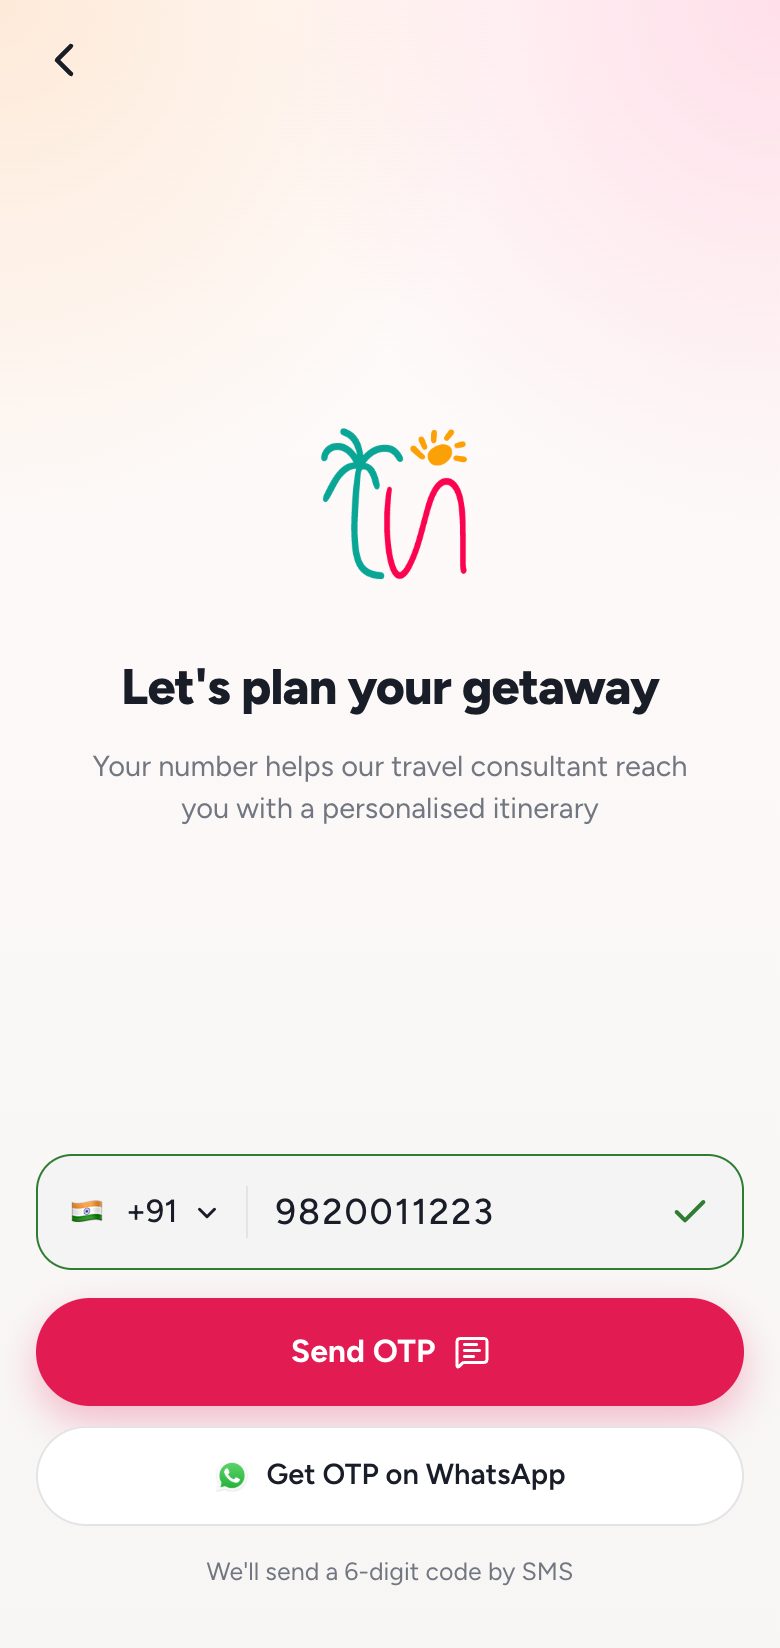 Let's plan your getaway
Your number helps our travel consultant reach
you with a personalised itinerary
+91 9820011223
Send OTP
Get OTP on WhatsApp
We'll send a 6-digit code by SMS